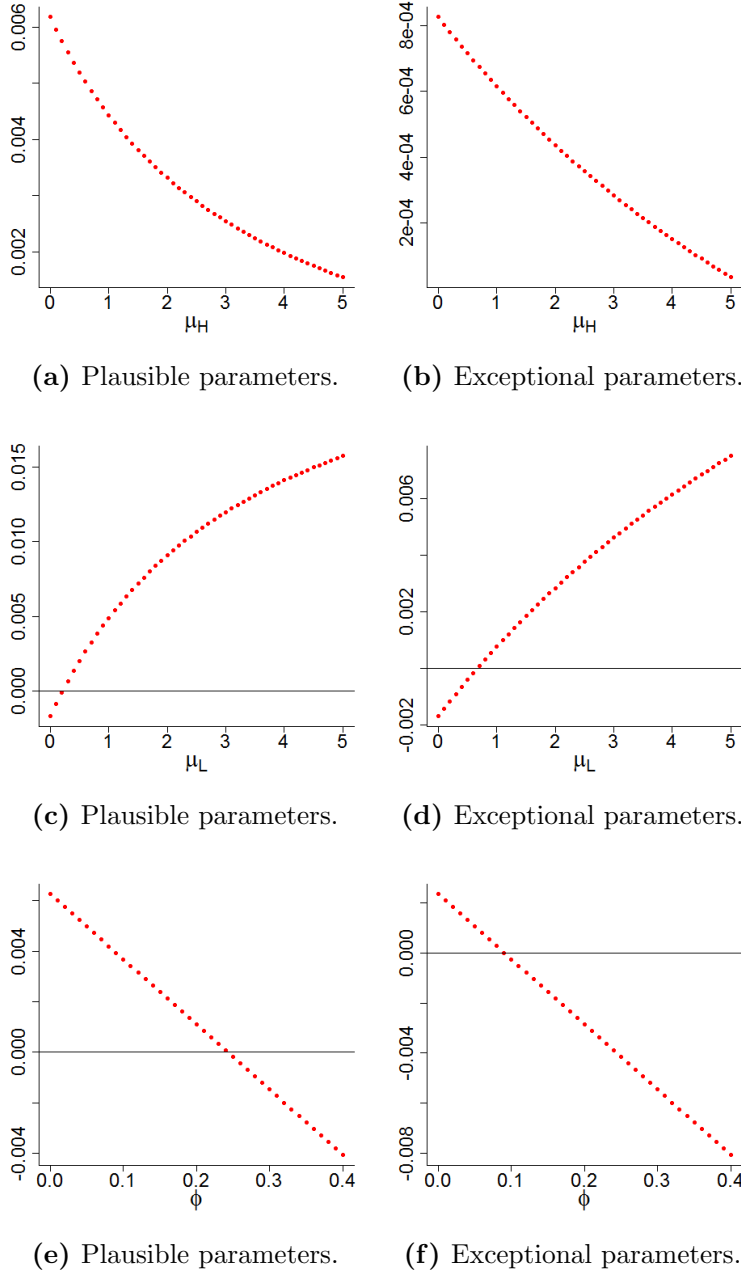 0.006
0.004
0.002
0 1 2 3 4 5
μH
8e-04
6e-04
4e-04
2e-04
0 1 2 3 4 5
μH
(a) Plausible parameters.
(b) Exceptional parameters.
0.015
0.010
0.005
0.000
0 1 2 3 4 5
μL
0.006
0.002
-0.002
0 1 2 3 4 5
μL
(c) Plausible parameters.
(d) Exceptional parameters.
0.004
0.000
-0.004
0.0 0.1 0.2 0.3 0.4
ϕ
0.000
-0.004
-0.008
0.0 0.1 0.2 0.3 0.4
ϕ
(e) Plausible parameters.
(f) Exceptional parameters.